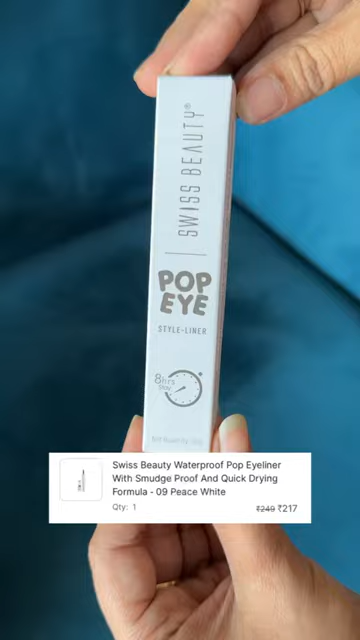 SWISS BEAUTY®
POP
EYE
STYLE-LINER
8hrs
Stay
Swiss Beauty Waterproof Pop Eyeliner
With Smudge Proof And Quick Drying
Formula - 09 Peace White
Qty: 1
₹249 ₹217